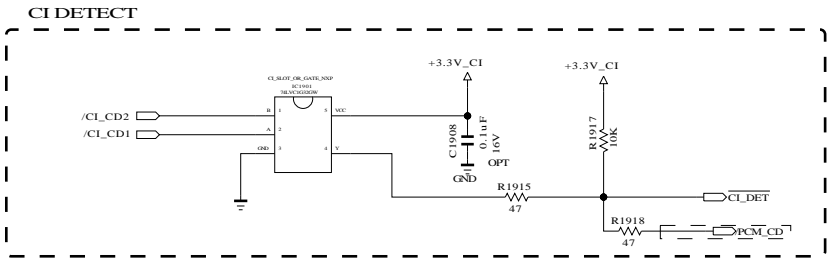 CI DETECT
+3.3V_CI
+3.3V_CI
CI_SLOT_OR_GATE_NXP
IC1901
74LVC1G32GW
/CI_CD2
B 1
5 VCC
/CI_CD1
A 2
GND 3
4 Y
C1908
0.1uF
16V
OPT
GND
R1917
10K
R1915
47
CI_DET
R1918
47
/PCM_CD